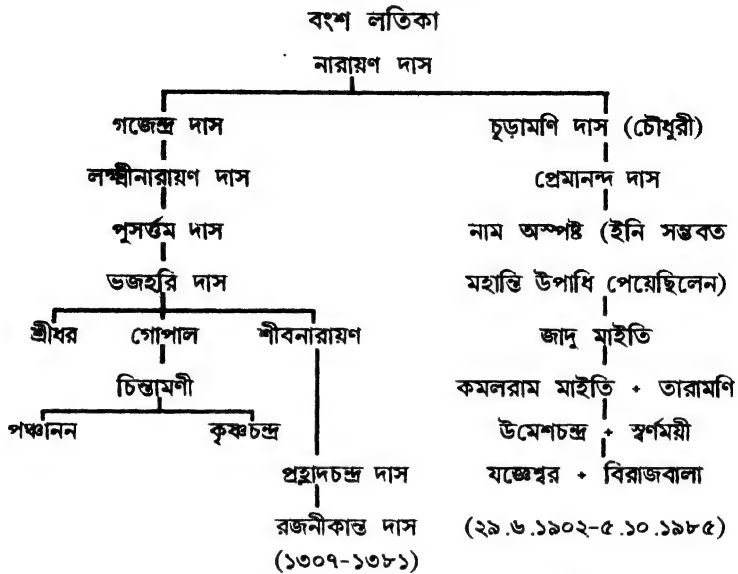 বংশ লতিকা
নারায়ণ দাস
গজেন্দ্র দাস
চূড়ামণি দাস (চৌধুরী)
লক্ষ্মীনারায়ণ দাস
প্রেমানন্দ দাস
পুসর্ত্তম দাস
নাম অস্পষ্ট (ইনি সম্ভবত
ভজহরি দাস
মহান্তি উপাধি পেয়েছিলেন)
শ্রীধর গোপাল শীবনারায়ণ
জাদু মাইতি
চিন্তামণী
কমলরাম মাইতি + তারামণি
পঞ্চানন কৃষ্ণচন্দ্র
উমেশচন্দ্র + স্বর্ণময়ী
প্রহ্লাদচন্দ্র দাস
যজ্ঞেশ্বর + বিরাজবালা
রজনীকান্ত দাস
(২৯.৬.১৯০২-৫.১০.১৯৮৫)
(১৩০৭-১৩৮১)